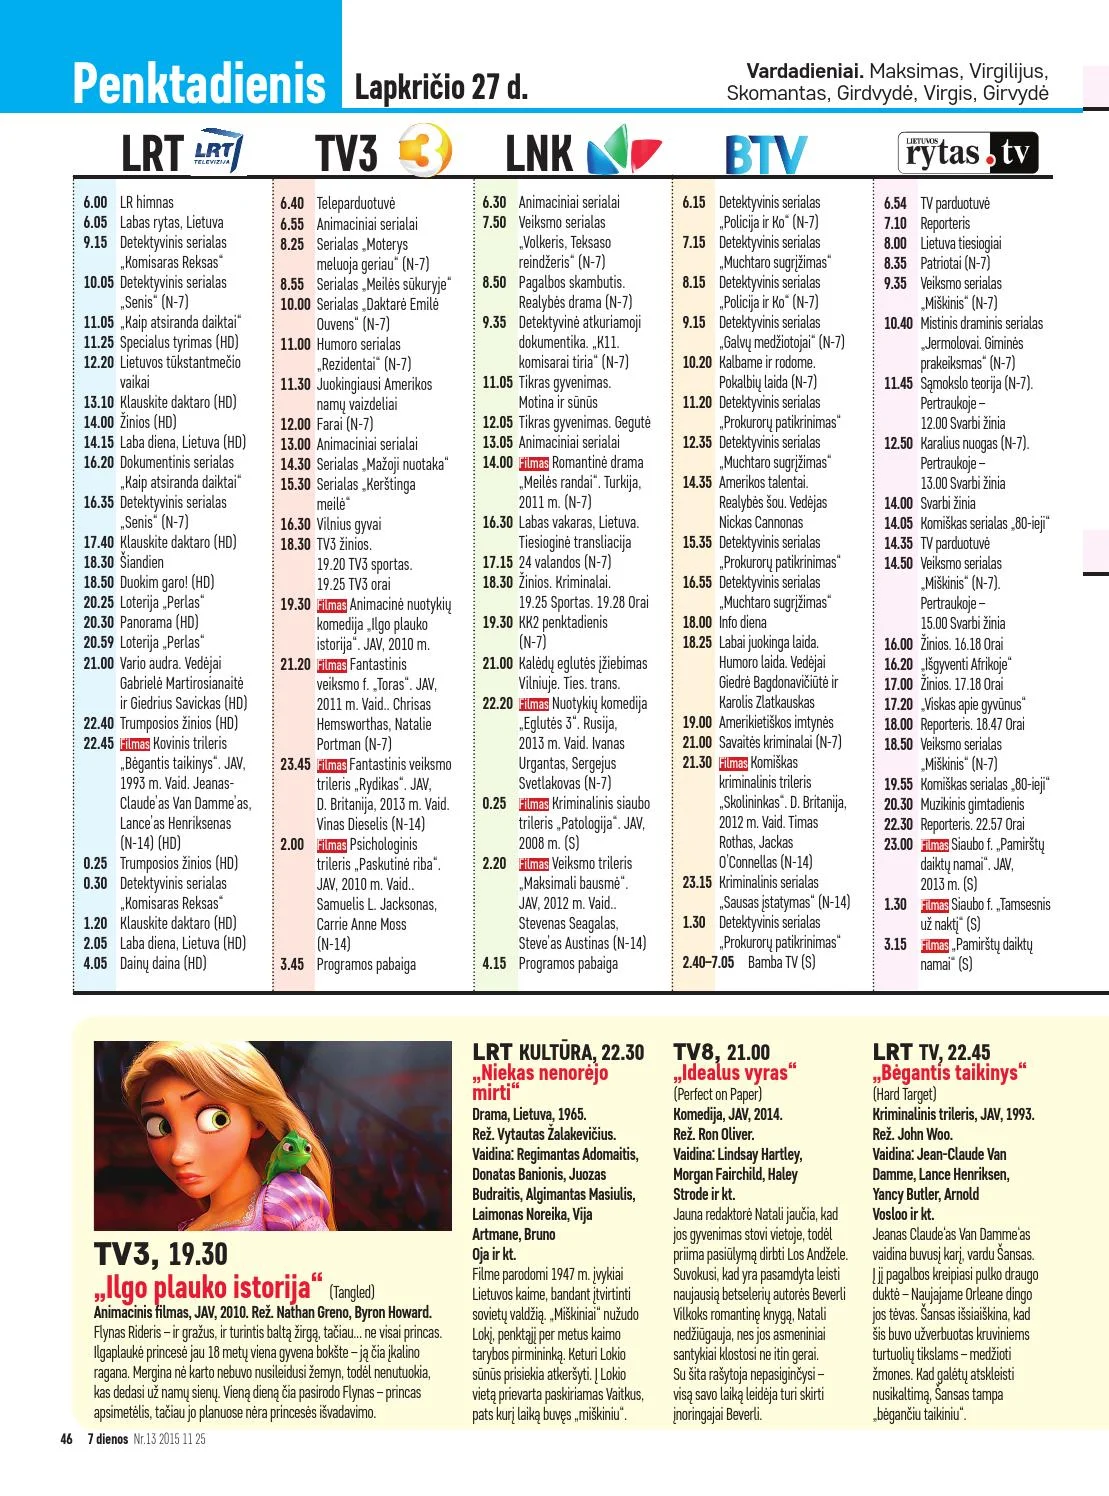 Penktadienis
Lapkričio 27 d.
Vardadieniai. Maksimas, Virgilijus,
Skomantas, Girdvydė, Virgis, Girvydė
LRT
LRT
TELEVIZIJA
6.00 LR himnas
6.05 Labas rytas, Lietuva
9.15 Detektyvinis serialas
„Komisaras Reksas“
10.05 Detektyvinis serialas
„Senis“ (N-7)
11.05 „Kaip atsiranda daiktai“
11.25 Specialus tyrimas (HD)
12.20 Lietuvos tūkstantmečio
vaikai
13.10 Klauskite daktaro (HD)
14.00 Žinios (HD)
14.15 Laba diena, Lietuva (HD)
16.20 Dokumentinis serialas
„Kaip atsiranda daiktai“
16.35 Detektyvinis serialas
„Senis“ (N-7)
17.40 Klauskite daktaro (HD)
18.30 Šiandien
18.50 Duokim garo! (HD)
20.25 Loterija „Perlas“
20.30 Panorama (HD)
20.59 Loterija „Perlas“
21.00 Vario audra. Vedėjai
Gabrielė Martirosianaitė
ir Giedrius Savickas (HD)
22.40 Trumposios žinios (HD)
22.45 Filmas Kovinis trileris
„Bėgantis taikinys“. JAV,
1993 m. Vaid. Jeanas-
Claude’as Van Damme’as,
Lance’as Henriksenas
(N-14) (HD)
0.25 Trumposios žinios (HD)
0.30 Detektyvinis serialas
„Komisaras Reksas“
1.20 Klauskite daktaro (HD)
2.05 Laba diena, Lietuva (HD)
4.05 Dainų daina (HD)
TV3
3
6.40 Teleparduotuvė
6.55 Animaciniai serialai
8.25 Serialas „Moterys
meluoja geriau“ (N-7)
8.55 Serialas „Meilės sūkuryje“
10.00 Serialas „Daktarė Emilė
Ouvens“ (N-7)
11.00 Humoro serialas
„Rezidentai“ (N-7)
11.30 Juokingiausi Amerikos
namų vaizdeliai
12.00 Farai (N-7)
13.00 Animaciniai serialai
14.30 Serialas „Mažoji nuotaka“
15.30 Serialas „Kerštinga
meilė“
16.30 Vilnius gyvai
18.30 TV3 žinios.
19.20 TV3 sportas.
19.25 TV3 orai
19.30 Filmas Animacinė nuotykių
komedija „Ilgo plauko
istorija“. JAV, 2010 m.
21.20 Filmas Fantastinis
veiksmo f. „Toras“. JAV,
2011 m. Vaid.. Chrisas
Hemsworthas, Natalie
Portman (N-7)
23.45 Filmas Fantastinis veiksmo
trileris „Rydikas“. JAV,
D. Britanija, 2013 m. Vaid.
Vinas Dieselis (N-14)
2.00 Filmas Psichologinis
trileris „Paskutinė riba“.
JAV, 2010 m. Vaid..
Samuelis L. Jacksonas,
Carrie Anne Moss
(N-14)
3.45 Programos pabaiga
LNK
6.30 Animaciniai serialai
7.50 Veiksmo serialas
„Volkeris, Teksaso
reindžeris“ (N-7)
8.50 Pagalbos skambutis.
Realybės drama (N-7)
9.35 Detektyvinė atkuriamoji
dokumentika. „K11.
komisarai tiria“ (N-7)
11.05 Tikras gyvenimas.
Motina ir sūnūs
12.05 Tikras gyvenimas. Gegutė
13.05 Animaciniai serialai
14.00 Filmas Romantinė drama
„Meilės randai“. Turkija,
2011 m. (N-7)
16.30 Labas vakaras, Lietuva.
Tiesioginė transliacija
17.15 24 valandos (N-7)
18.30 Žinios. Kriminalai.
19.25 Sportas. 19.28 Orai
19.30 KK2 penktadienis
(N-7)
21.00 Kalėdų eglutės įžiebimas
Vilniuje. Ties. trans.
22.20 Filmas Nuotykių komedija
„Eglutės 3“. Rusija,
2013 m. Vaid. Ivanas
Urgantas, Sergejus
Svetlakovas (N-7)
0.25 Filmas Kriminalinis siaubo
trileris „Patologija“. JAV,
2008 m. (S)
2.20 Filmas Veiksmo trileris
„Maksimali bausmė“.
JAV, 2012 m. Vaid..
Stevenas Seagalas,
Steve’as Austinas (N-14)
4.15 Programos pabaiga
BTV
6.15 Detektyvinis serialas
„Policija ir Ko“ (N-7)
7.15 Detektyvinis serialas
„Muchtaro sugrįžimas“
8.15 Detektyvinis serialas
„Policija ir Ko“ (N-7)
9.15 Detektyvinis serialas
„Galvų medžiotojai“ (N-7)
10.20 Kalbame ir rodome.
Pokalbių laida (N-7)
11.20 Detektyvinis serialas
„Prokurorų patikrinimas“
12.35 Detektyvinis serialas
„Muchtaro sugrįžimas“
14.35 Amerikos talentai.
Realybės šou. Vedėjas
Nickas Cannonas
15.35 Detektyvinis serialas
„Prokurorų patikrinimas“
16.55 Detektyvinis serialas
„Muchtaro sugrįžimas“
18.00 Info diena
18.25 Labai juokinga laida.
Humoro laida. Vedėjai
Giedrė Bagdonavičiūtė ir
Karolis Zlatkauskas
19.00 Amerikietiškos imtynės
21.00 Savaitės kriminalai (N-7)
21.30 Filmas Komiškas
kriminalinis trileris
„Skolininkas“. D. Britanija,
2012 m. Vaid. Timas
Rothas, Jackas
O’Connellas (N-14)
23.15 Kriminalinis serialas
„Sausas įstatymas“ (N-14)
1.30 Detektyvinis serialas
„Prokurorų patikrinimas“
2.40–7.05 Bamba TV (S)
LIETUVOS
rytas.tv
6.54 TV parduotuvė
7.10 Reporteris
8.00 Lietuva tiesiogiai
8.35 Patriotai (N-7)
9.35 Veiksmo serialas
„Miškinis“ (N-7)
10.40 Mistinis draminis serialas
„Jermolovai. Giminės
prakeiksmas“ (N-7)
11.45 Sąmokslo teorija (N-7).
Pertraukoje –
12.00 Svarbi žinia
12.50 Karalius nuogas (N-7).
Pertraukoje –
13.00 Svarbi žinia
14.00 Svarbi žinia
14.05 Komiškas serialas „80-ieji“
14.35 TV parduotuvė
14.50 Veiksmo serialas
„Miškinis“ (N-7).
Pertraukoje –
15.00 Svarbi žinia
16.00 Žinios. 16.18 Orai
16.20 „Išgyventi Afrikoje“
17.00 Žinios. 17.18 Orai
17.20 „Viskas apie gyvūnus“
18.00 Reporteris. 18.47 Orai
18.50 Veiksmo serialas
„Miškinis“ (N-7)
19.55 Komiškas serialas „80-ieji“
20.30 Muzikinis gimtadienis
22.30 Reporteris. 22.57 Orai
23.00 Filmas Siaubo f. „Pamirštų
daiktų namai“. JAV,
2013 m. (S)
1.30 Filmas Siaubo f. „Tamsesnis
už naktį“ (S)
3.15 Filmas „Pamirštų daiktų
namai“ (S)
TV3, 19.30
„Ilgo plauko istorija“ (Tangled)
Animacinis filmas, JAV, 2010. Rež. Nathan Greno, Byron Howard.
Flynas Rideris – ir gražus, ir turintis baltą žirgą, tačiau... ne visai princas.
Ilgaplaukė princesė jau 18 metų viena gyvena bokšte – ją čia įkalino
ragana. Mergina nė karto nebuvo nusileidusi žemyn, todėl nenutuokia,
kas dedasi už namų sienų. Vieną dieną čia pasirodo Flynas – princas
apsimetėlis, tačiau jo planuose nėra princesės išvadavimo.
LRT KULTŪRA, 22.30
„Niekas nenorėjo
mirti“
Drama, Lietuva, 1965.
Rež. Vytautas Žalakevičius.
Vaidina: Regimantas Adomaitis,
Donatas Banionis, Juozas
Budraitis, Algimantas Masiulis,
Laimonas Noreika, Vija
Artmane, Bruno
Oja ir kt.
Filme parodomi 1947 m. įvykiai
Lietuvos kaime, bandant įtvirtinti
sovietų valdžią. „Miškiniai“ nužudo
Lokį, penktąjį per metus kaimo
tarybos pirmininką. Keturi Lokio
sūnūs prisiekia atkeršyti. Į Lokio
vietą prievarta paskiriamas Vaitkus,
pats kurį laiką buvęs „miškiniu“.
TV8, 21.00
„Idealus vyras“
(Perfect on Paper)
Komedija, JAV, 2014.
Rež. Ron Oliver.
Vaidina: Lindsay Hartley,
Morgan Fairchild, Haley
Strode ir kt.
Jauna redaktorė Natali jaučia, kad
jos gyvenimas stovi vietoje, todėl
priima pasiūlymą dirbti Los Andžele.
Suvokusi, kad yra pasamdyta leisti
naujausią betselerių autorės Beverli
Vilkoks romantinę knygą, Natali
nedžiūgauja, nes jos asmeniniai
santykiai klostosi ne itin gerai.
Su šita rašytoja nepasiginčysi –
visą savo laiką leidėja turi skirti
įnoringajai Beverli.
LRT TV, 22.45
„Bėgantis taikinys“
(Hard Target)
Kriminalinis trileris, JAV, 1993.
Rež. John Woo.
Vaidina: Jean-Claude Van
Damme, Lance Henriksen,
Yancy Butler, Arnold
Vosloo ir kt.
Jeanas Claude‘as Van Damme‘as
vaidina buvusį karį, vardu Šansas.
Į jį pagalbos kreipiasi pulko draugo
duktė – Naujajame Orleane dingo
jos tėvas. Šansas išsiaiškina, kad
šis buvo užverbuotas kruviniems
turtuolių tikslams – medžioti
žmones. Kad galėtų atskleisti
nusikaltimą, Šansas tampa
„bėgančiu taikiniu“.
46 7 dienos Nr.13 2015 11 25